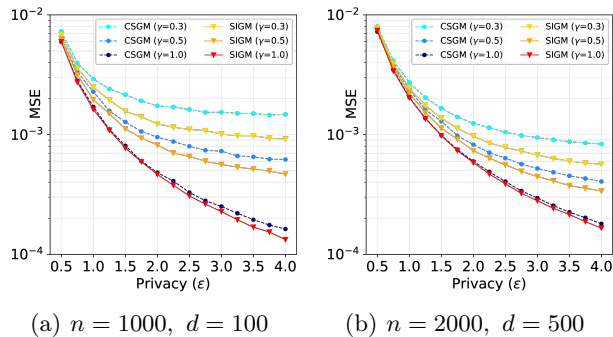 CSGM (γ=0.3)
CSGM (γ=0.5)
CSGM (γ=1.0)
SIGM (γ=0.3)
SIGM (γ=0.5)
SIGM (γ=1.0)
MSE
10⁻²
10⁻³
10⁻⁴
0.5 1.0 1.5 2.0 2.5 3.0 3.5 4.0
Privacy (ε)
(a) n = 1000, d = 100
CSGM (γ=0.3)
CSGM (γ=0.5)
CSGM (γ=1.0)
SIGM (γ=0.3)
SIGM (γ=0.5)
SIGM (γ=1.0)
MSE
10⁻²
10⁻³
10⁻⁴
0.5 1.0 1.5 2.0 2.5 3.0 3.5 4.0
Privacy (ε)
(b) n = 2000, d = 500